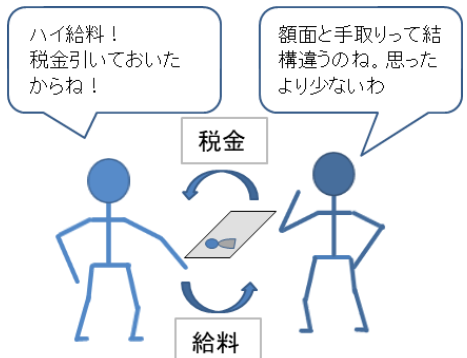 ハイ給料！
税金引いておいた
からね！
額面と手取りって結
構違うのね。思った
より少ないわ
税金
給料